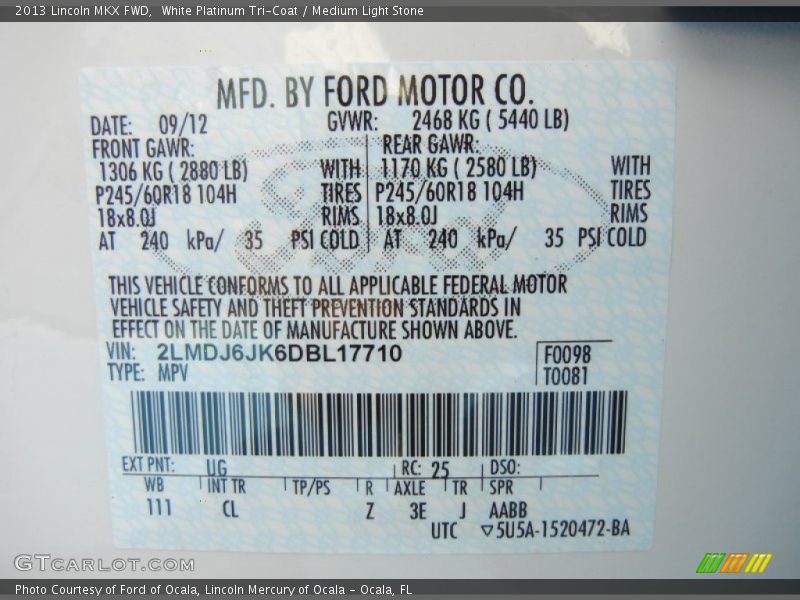 2013 Lincoln MKX FWD,  White Platinum Tri-Coat / Medium Light Stone
MFD. BY FORD MOTOR CO.
DATE: 09/12 GVWR: 2468 KG ( 5440 LB)
FRONT GAWR: REAR GAWR:
1306 KG ( 2880 LB) WITH 1170 KG ( 2580 LB) WITH
P245/60R18 104H TIRES P245/60R18 104H TIRES
18x8.0J RIMS 18x8.0J RIMS
AT 240 kPa/ 35 PSI COLD AT 240 kPa/ 35 PSI COLD
Ford
THIS VEHICLE CONFORMS TO ALL APPLICABLE FEDERAL MOTOR
VEHICLE SAFETY AND THEFT PREVENTION STANDARDS IN
EFFECT ON THE DATE OF MANUFACTURE SHOWN ABOVE.
VIN: 2LMDJ6JK6DBL17710 F0098
TYPE: MPV T0081
EXT PNT: UG RC: 25 DSO:
WB INT TR TP/PS R AXLE TR SPR
111 CL Z 3E J AABB
UTC ▽5U5A-1520472-BA
GTCARLOT.COM
Photo Courtesy of Ford of Ocala, Lincoln Mercury of Ocala - Ocala, FL